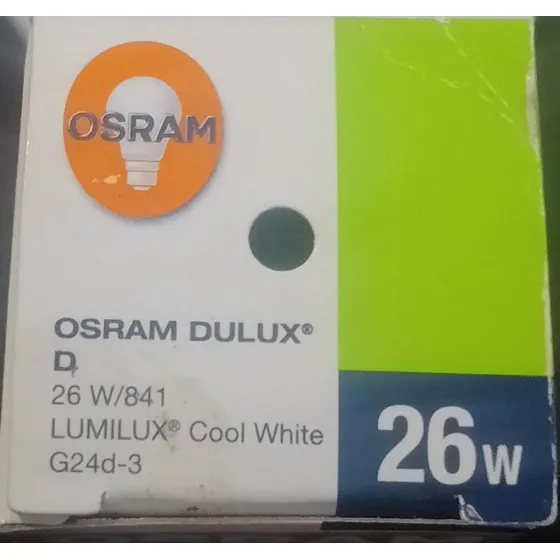 OSRAM
OSRAM DULUX®
D
26 W/841
LUMILUX® Cool White
G24d-3
26W